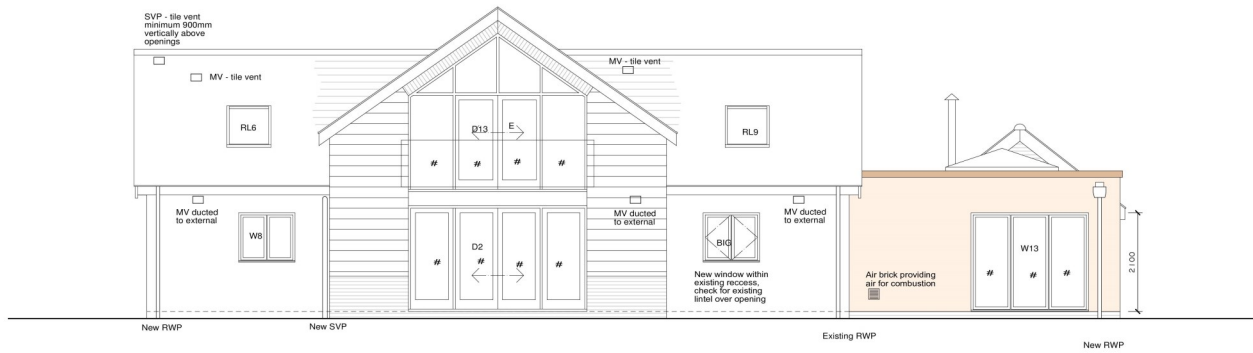 SVP - tile vent
minimum 900mm
vertically above
openings
MV - tile vent
MV - tile vent
RL6
D13
E
RL9
#
#
#
#
MV ducted
to external
MV ducted
to external
MV ducted
to external
W8
D2
BIG
W13
#
#
#
#
#
#
#
2100
New window within
existing reccess,
check for existing
lintel over opening
Air brick providing
air for combustion
New RWP
New SVP
Existing RWP
New RWP